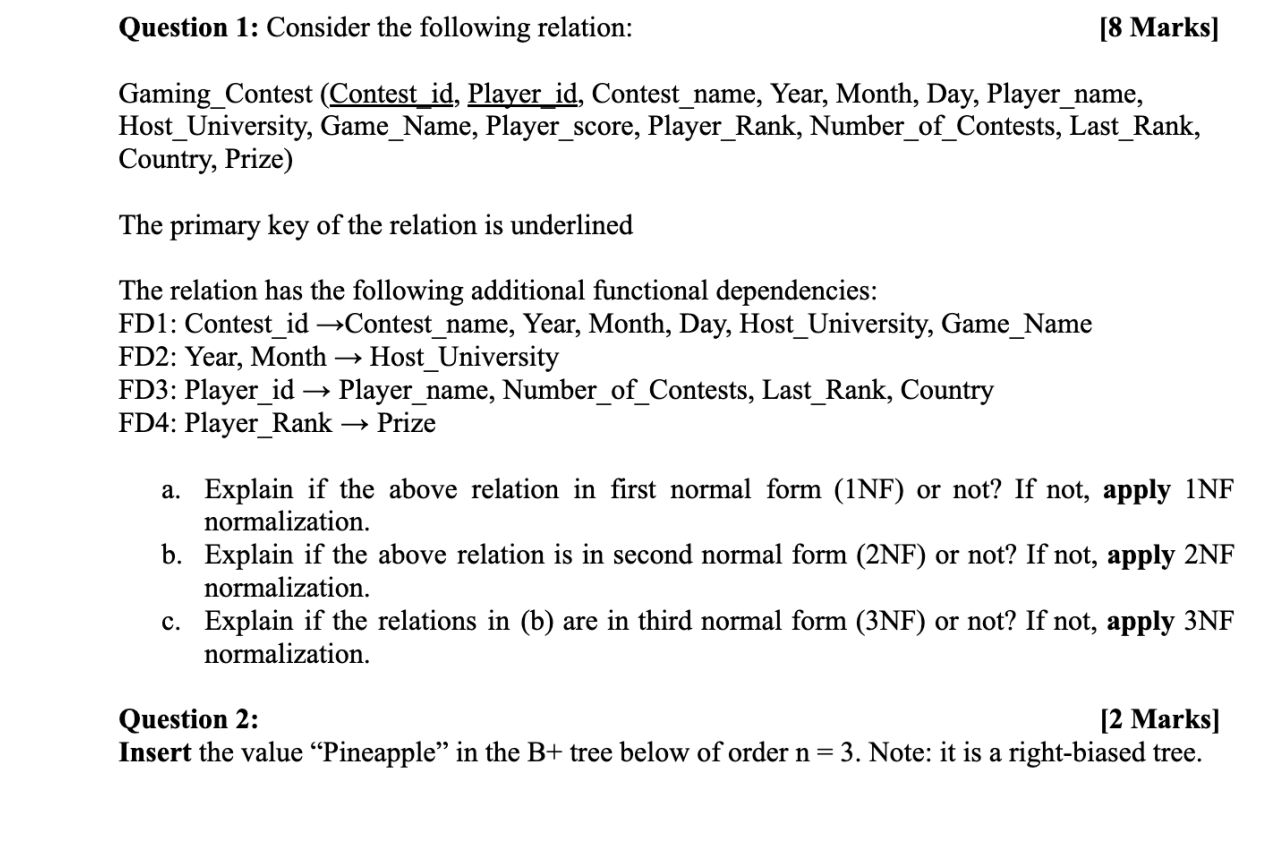 Question 1: Consider the following relation: [8 Marks]
Gaming_Contest (Contest_id, Player_id, Contest_name, Year, Month, Day, Player_name,
Host_University, Game_Name, Player_score, Player_Rank, Number_of_Contests, Last_Rank,
Country, Prize)
The primary key of the relation is underlined
The relation has the following additional functional dependencies:
FD1: Contest_id →Contest_name, Year, Month, Day, Host_University, Game_Name
FD2: Year, Month → Host_University
FD3: Player_id → Player_name, Number_of_Contests, Last_Rank, Country
FD4: Player_Rank → Prize
a. Explain if the above relation in first normal form (1NF) or not? If not, apply 1NF
normalization.
b. Explain if the above relation is in second normal form (2NF) or not? If not, apply 2NF
normalization.
c. Explain if the relations in (b) are in third normal form (3NF) or not? If not, apply 3NF
normalization.
Question 2: [2 Marks]
Insert the value “Pineapple” in the B+ tree below of order n = 3. Note: it is a right-biased tree.